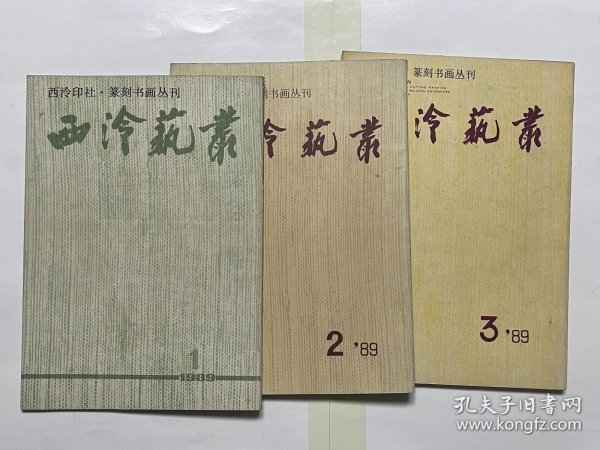 西泠印社·篆刻书画丛刊
西泠藝叢
1
1989
刻书画丛刊
泠藝叢
2 '89
篆刻书画丛刊
泠藝叢
3 '89
孔夫子旧书网
www.kongfz.com